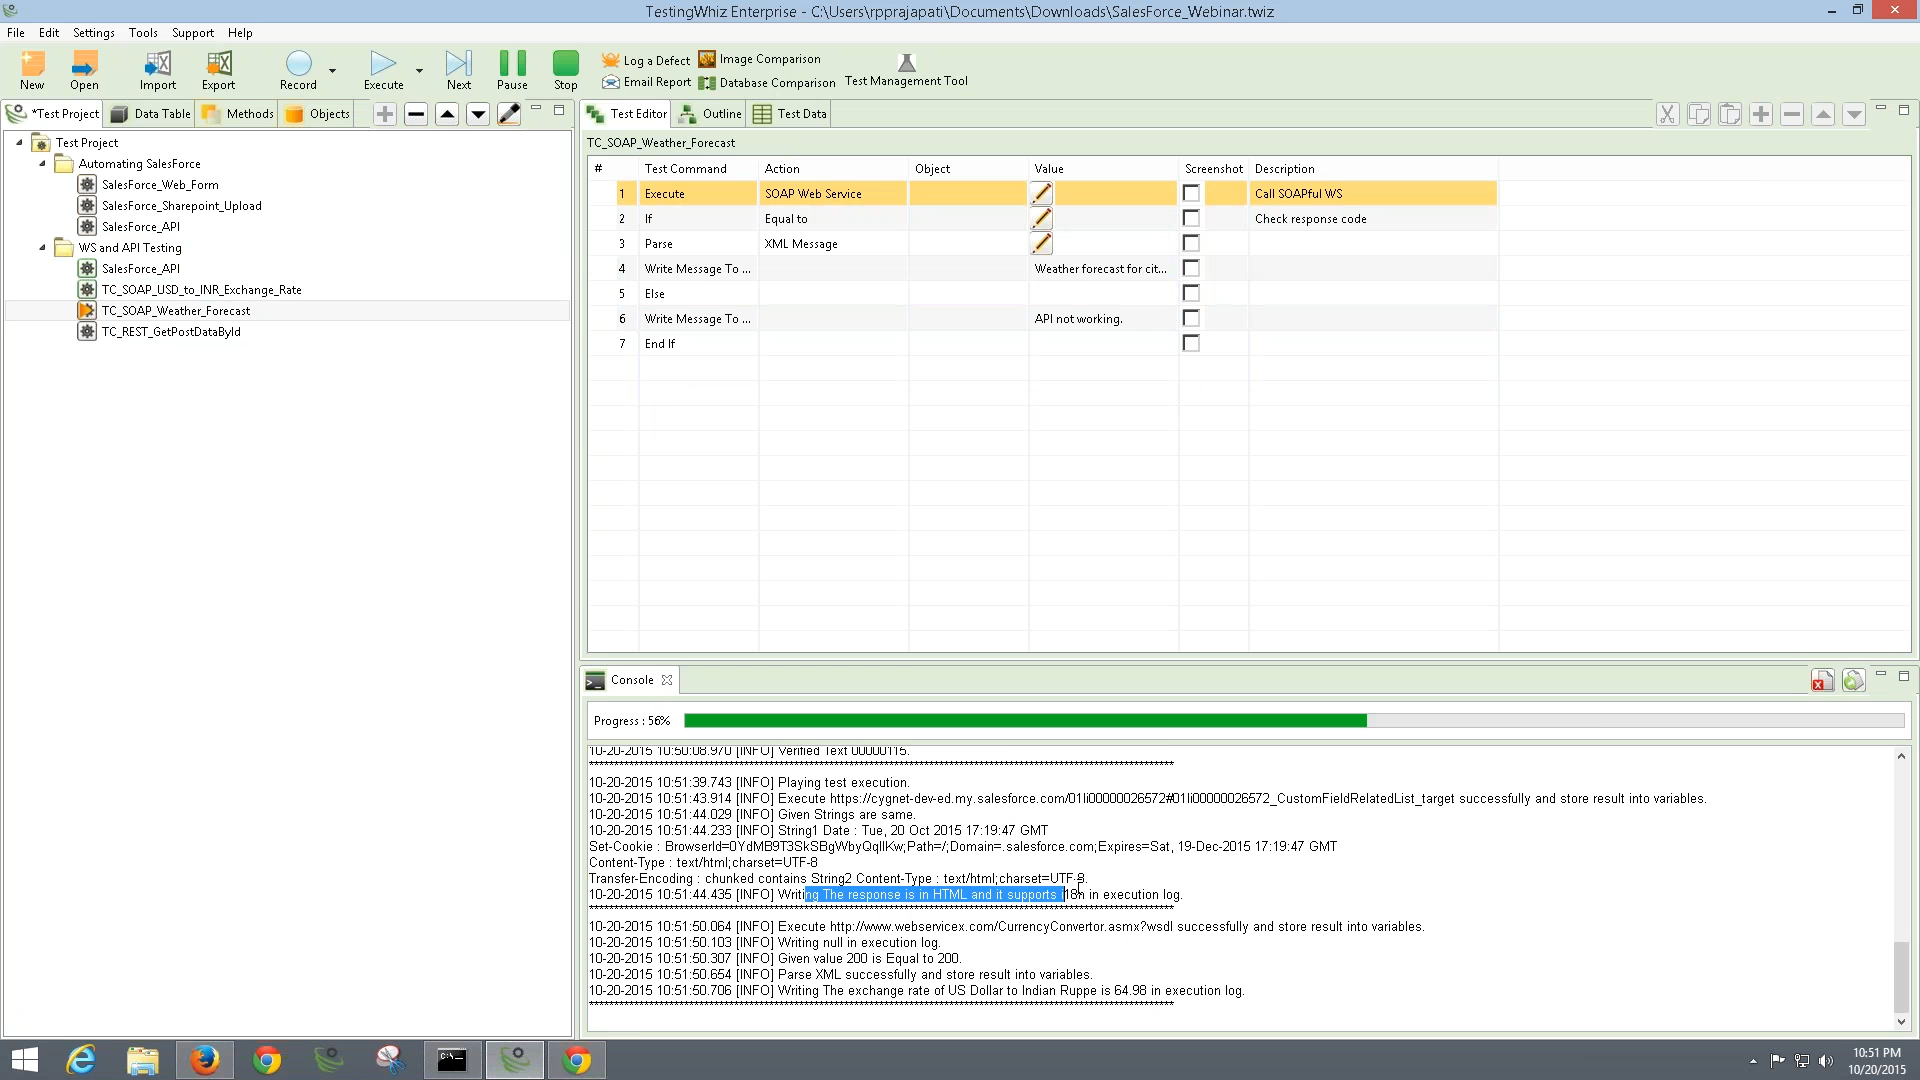 TestingWhiz Enterprise - C:\Users\rpprajapati\Documents\Downloads\SalesForce_Webinar.twiz
File Edit Settings Tools Support Help
New Open Import Export Record Execute Next Pause Stop
Log a Defect Image Comparison
Email Report Database Comparison Test Management Tool
*Test Project Data Table Methods Objects
Test Project
Automating SalesForce
SalesForce_Web_Form
SalesForce_Sharepoint_Upload
SalesForce_API
WS and API Testing
SalesForce_API
TC_SOAP_USD_to_INR_Exchange_Rate
TC_SOAP_Weather_Forecast
TC_REST_GetPostDataById
Test Editor Outline Test Data
TC_SOAP_Weather_Forecast
# Test Command Action Object Value Screenshot Description
1 Execute SOAP Web Service Call SOAPful WS
2 If Equal to Check response code
3 Parse XML Message
4 Write Message To ... Weather forecast for cit...
5 Else
6 Write Message To ... API not working.
7 End If
Console
Progress : 56%
10-20-2015 10:50:08.970 [INFO] Verified Text 00000115.
10-20-2015 10:51:39.743 [INFO] Playing test execution.
10-20-2015 10:51:43.914 [INFO] Execute https://cygnet-dev-ed.my.salesforce.com/01Ii00000026572#01Ii00000026572_CustomFieldRelatedList_target successfully and store result into variables.
10-20-2015 10:51:44.029 [INFO] Given Strings are same.
10-20-2015 10:51:44.233 [INFO] String1 Date : Tue, 20 Oct 2015 17:19:47 GMT
Set-Cookie : BrowserId=0YdMB9T3SkSBgWbyQqlIKw;Path=/;Domain=.salesforce.com;Expires=Sat, 19-Dec-2015 17:19:47 GMT
Content-Type : text/html;charset=UTF-8
Transfer-Encoding : chunked contains String2 Content-Type : text/html;charset=UTF-8.
10-20-2015 10:51:44.435 [INFO] Writing The response is in HTML and it supports i18n in execution log.
10-20-2015 10:51:50.064 [INFO] Execute http://www.webservicex.com/CurrencyConvertor.asmx?wsdl successfully and store result into variables.
10-20-2015 10:51:50.103 [INFO] Writing null in execution log.
10-20-2015 10:51:50.307 [INFO] Given value 200 is Equal to 200.
10-20-2015 10:51:50.654 [INFO] Parse XML successfully and store result into variables.
10-20-2015 10:51:50.706 [INFO] Writing The exchange rate of US Dollar to Indian Ruppe is 64.98 in execution log.
10:51 PM
10/20/2015